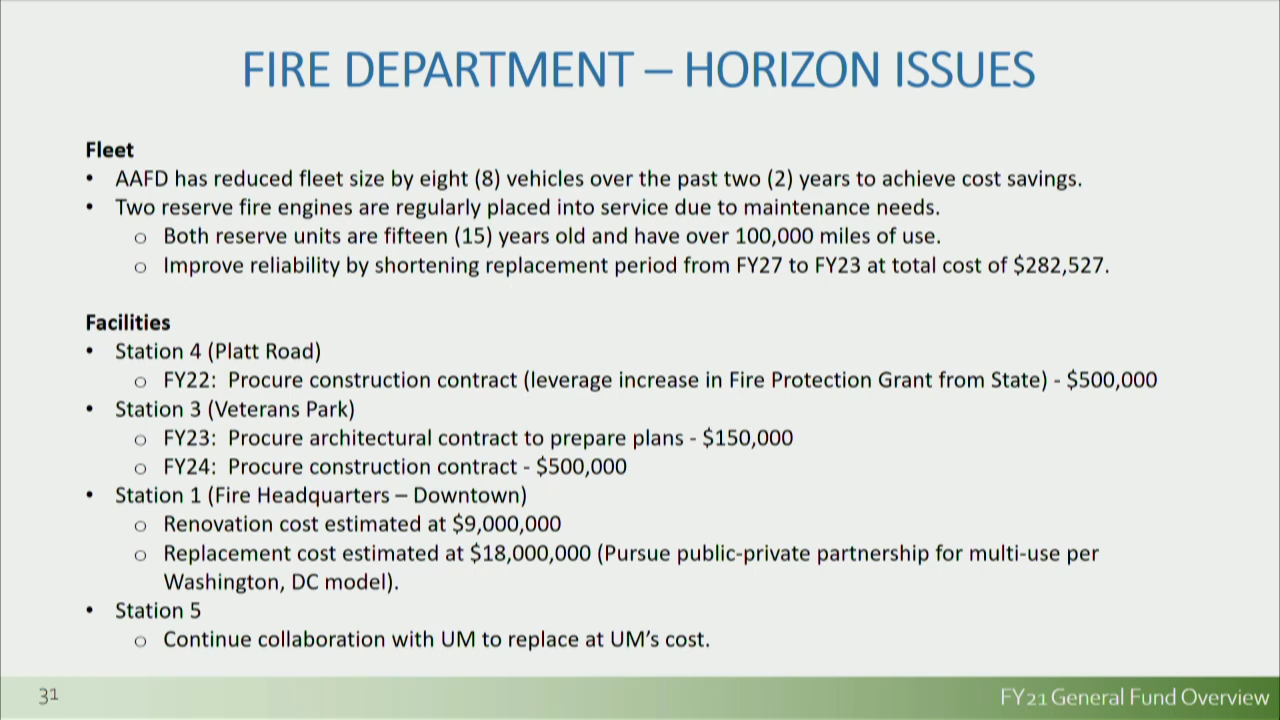 FIRE DEPARTMENT – HORIZON ISSUES
Fleet
• AAFD has reduced fleet size by eight (8) vehicles over the past two (2) years to achieve cost savings.
• Two reserve fire engines are regularly placed into service due to maintenance needs.
○ Both reserve units are fifteen (15) years old and have over 100,000 miles of use.
○ Improve reliability by shortening replacement period from FY27 to FY23 at total cost of $282,527.
Facilities
• Station 4 (Platt Road)
○ FY22: Procure construction contract (leverage increase in Fire Protection Grant from State) - $500,000
• Station 3 (Veterans Park)
○ FY23: Procure architectural contract to prepare plans - $150,000
○ FY24: Procure construction contract - $500,000
• Station 1 (Fire Headquarters – Downtown)
○ Renovation cost estimated at $9,000,000
○ Replacement cost estimated at $18,000,000 (Pursue public-private partnership for multi-use per
Washington, DC model).
• Station 5
○ Continue collaboration with UM to replace at UM’s cost.
31
FY21 General Fund Overview